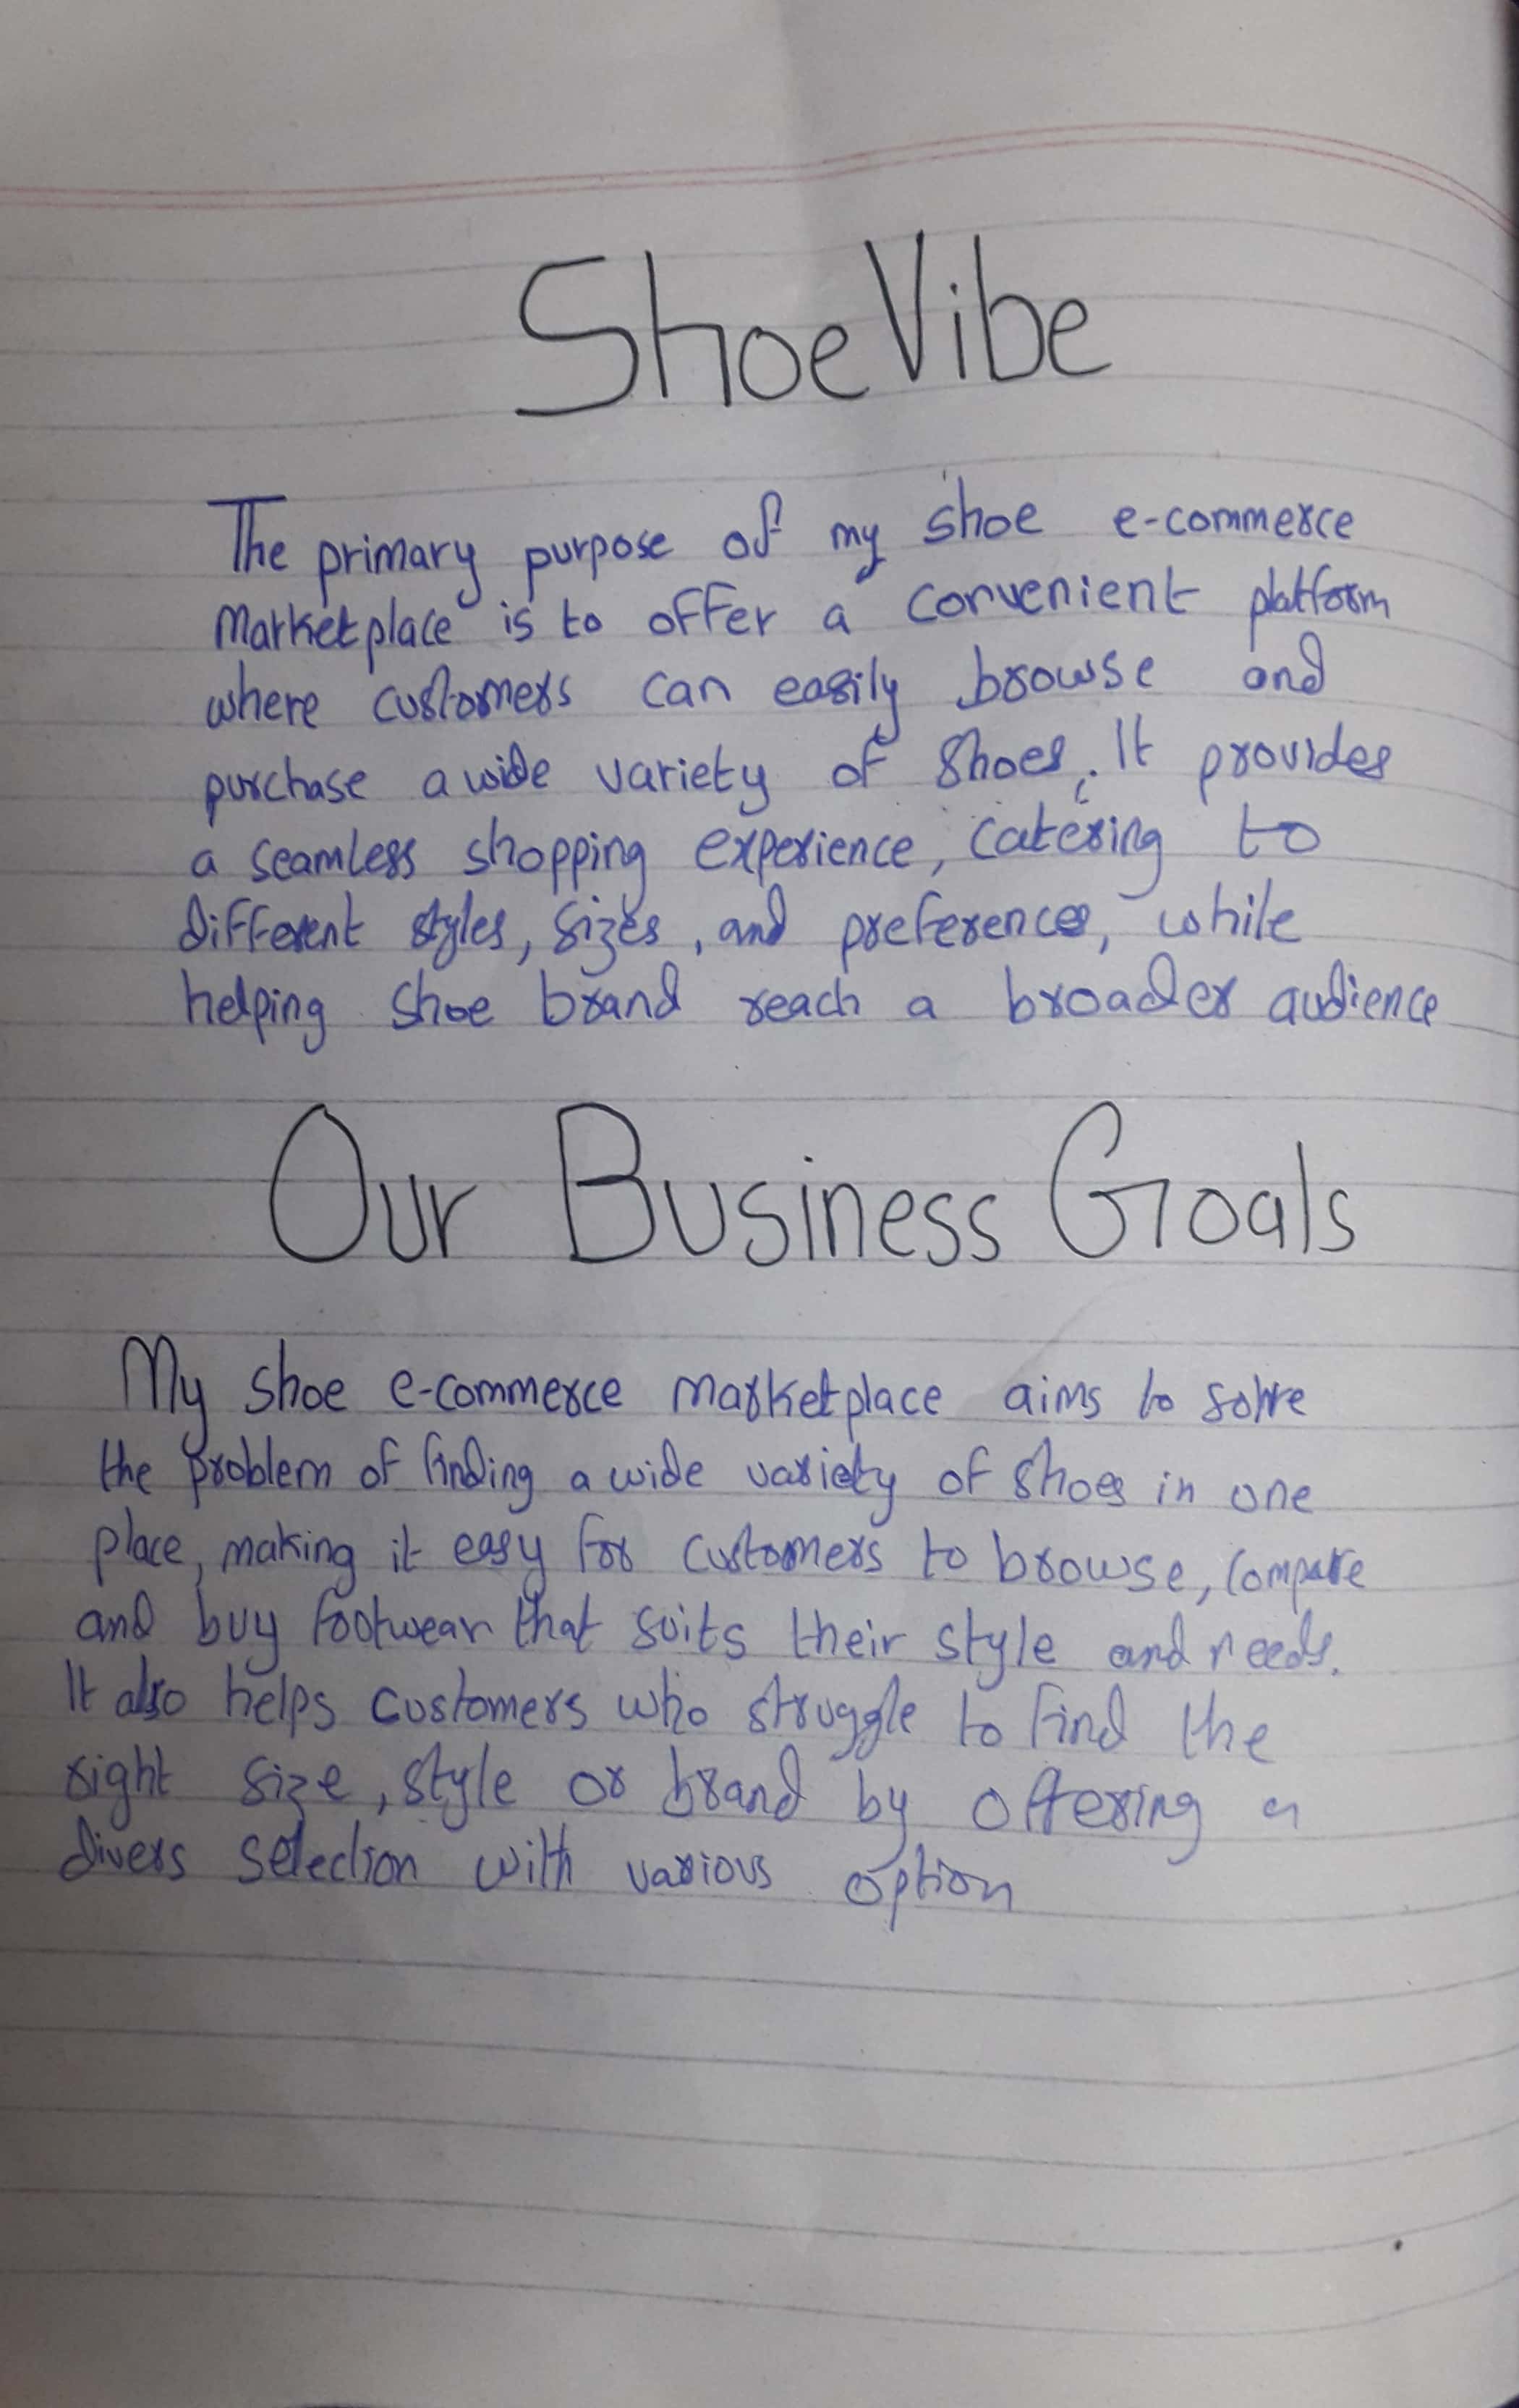 ShoeVibe
The primary purpose of my shoe e-commerce
Marketplace is to offer a convenient platform
where customers can easily browse and
purchase a wide variety of shoes. It provides
a seamless shopping experience, catering to
different styles, sizes, and preferences, while
helping shoe brand reach a broader audience
Our Business Goals
My shoe e-commerce marketplace aims to solve
the problem of finding a wide variety of shoes in one
place, making it easy for customers to browse, compare
and buy footwear that suits their style and needs.
It also helps customers who struggle to find the
right size, style or brand by offering a
divers selection with various option